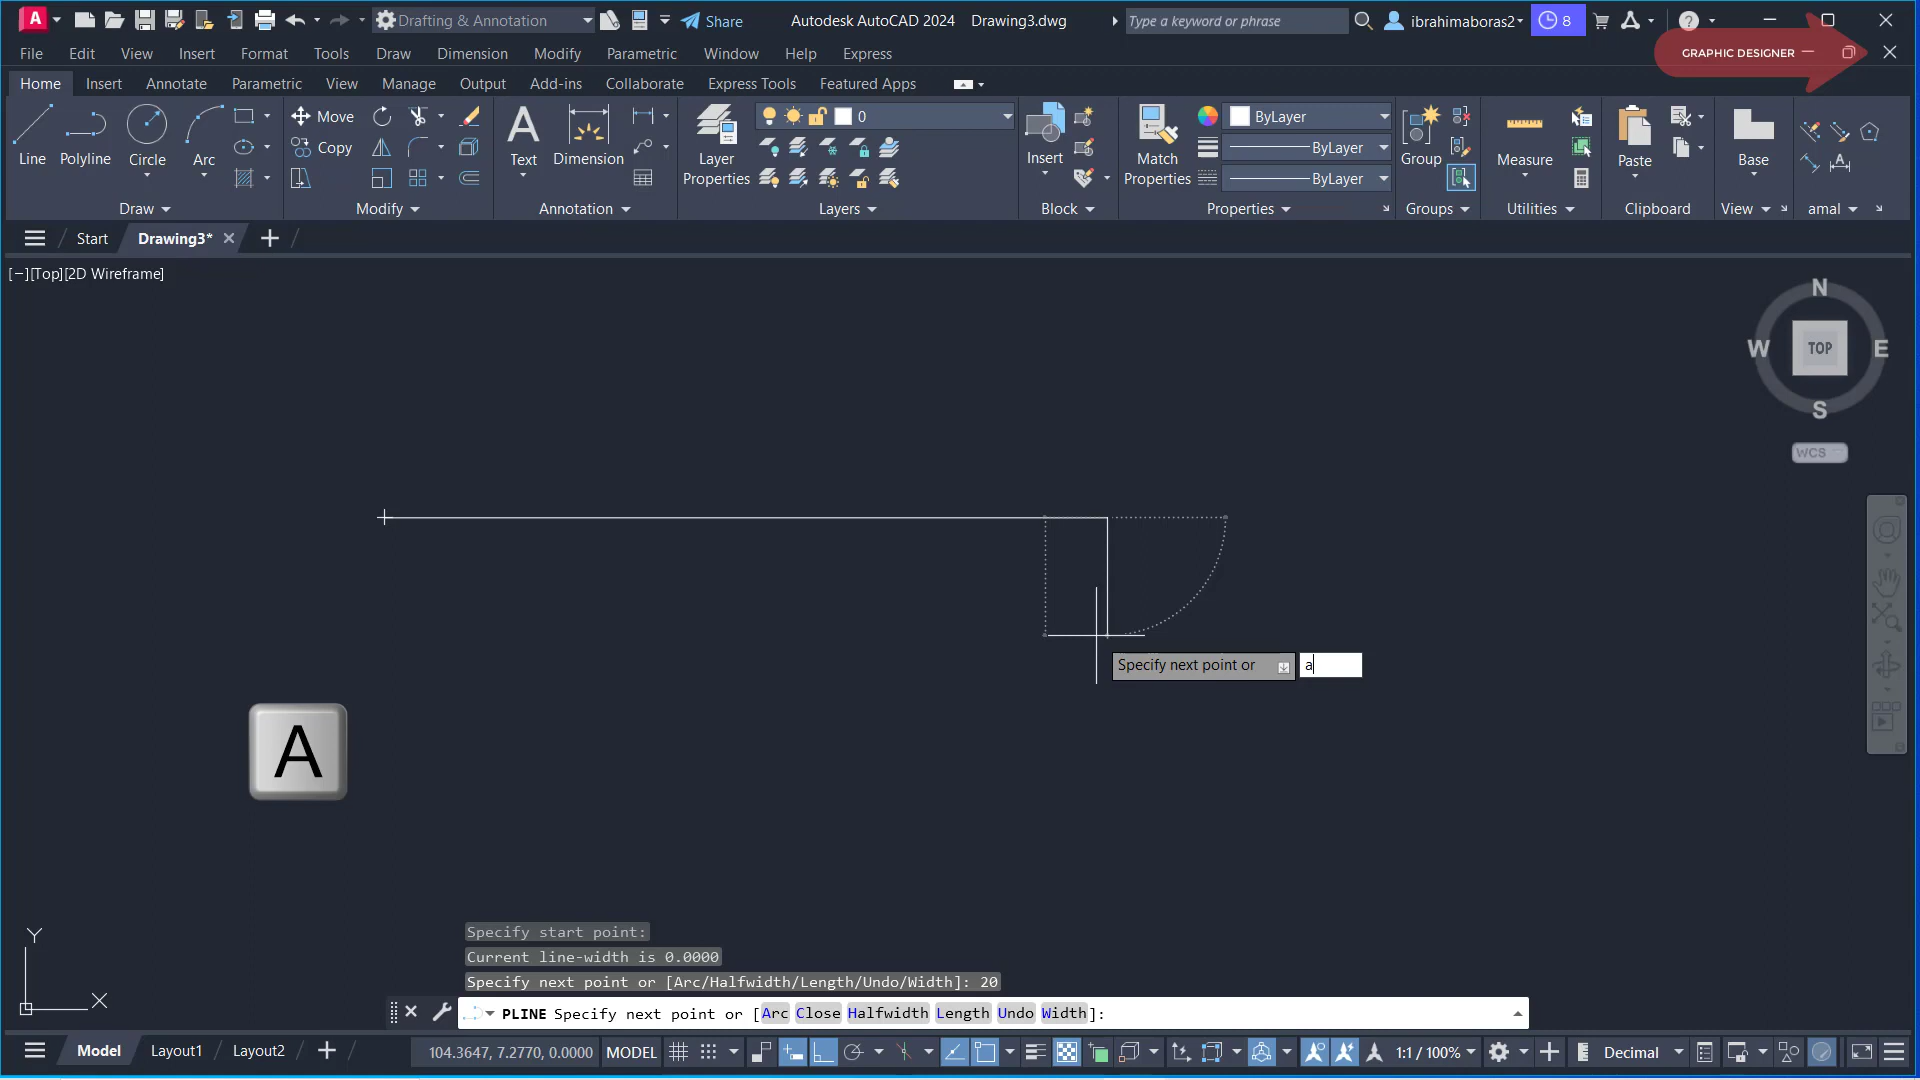 A Drafting & Annotation Share Autodesk AutoCAD 2024 Drawing3.dwg Type a keyword or phrase ibrahimaboras2 8 ?
File Edit View Insert Format Tools Draw Dimension Modify Parametric Window Help Express GRAPHIC DESIGNER
Home Insert Annotate Parametric View Manage Output Add-ins Collaborate Express Tools Featured Apps
Line Polyline Circle Arc
Move
Copy
Text Dimension
Layer
Properties
0
Insert
Match
Properties
ByLayer
ByLayer
ByLayer
Group Measure Paste Base
Draw Modify Annotation Layers Block Properties Groups Utilities Clipboard View amal
Start Drawing3* +
[−][Top][2D Wireframe]
N
W TOP E
S
WCS
Specify next point or a
A
Y
X
Specify start point:
Current line-width is 0.0000
Specify next point or [Arc/Halfwidth/Length/Undo/Width]: 20
PLINE Specify next point or [Arc Close Halfwidth Length Undo Width]:
Model Layout1 Layout2 + 104.3647, 7.2770, 0.0000 MODEL 1:1 / 100% Decimal